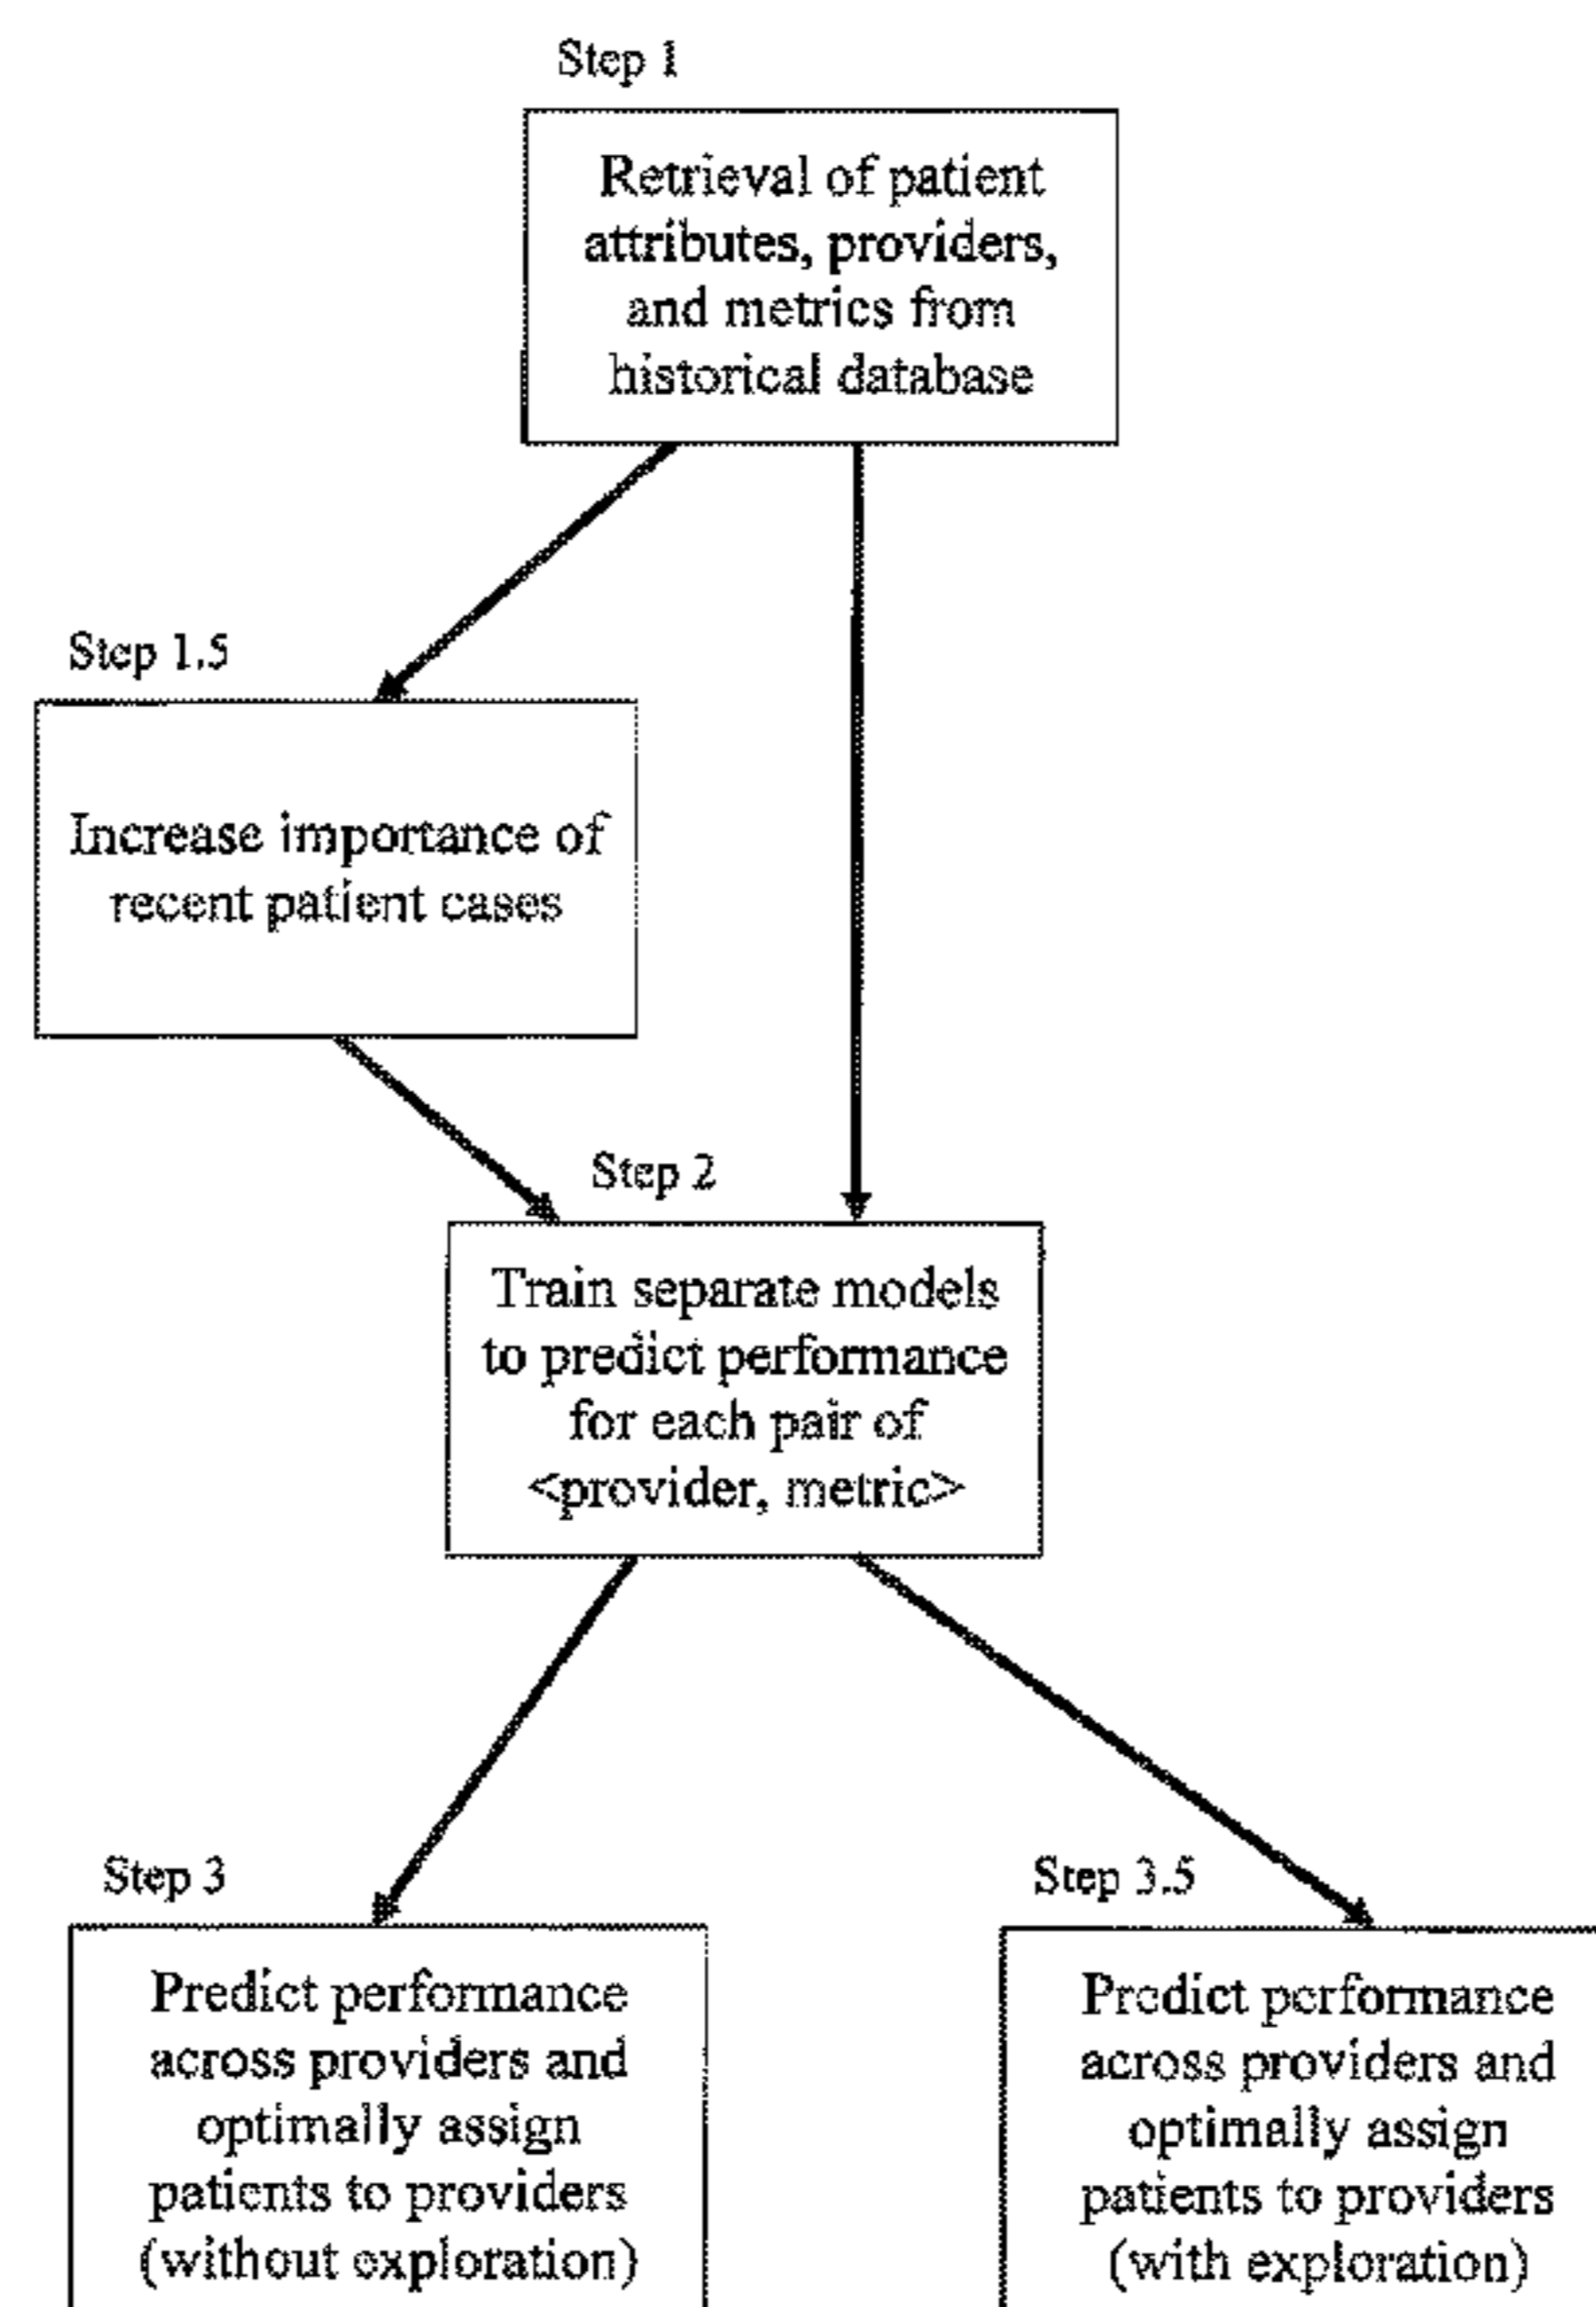 Step 1
Retrieval of patient
attributes, providers,
and metrics from
historical database
Step 1.5
Increase importance of
recent patient cases
Step 2
Train separate models
to predict performance
for each pair of
<provider, metric>
Step 3
Predict performance
across providers and
optimally assign
patients to providers
(without exploration)
Step 3.5
Predict performance
across providers and
optimally assign
patients to providers
(with exploration)